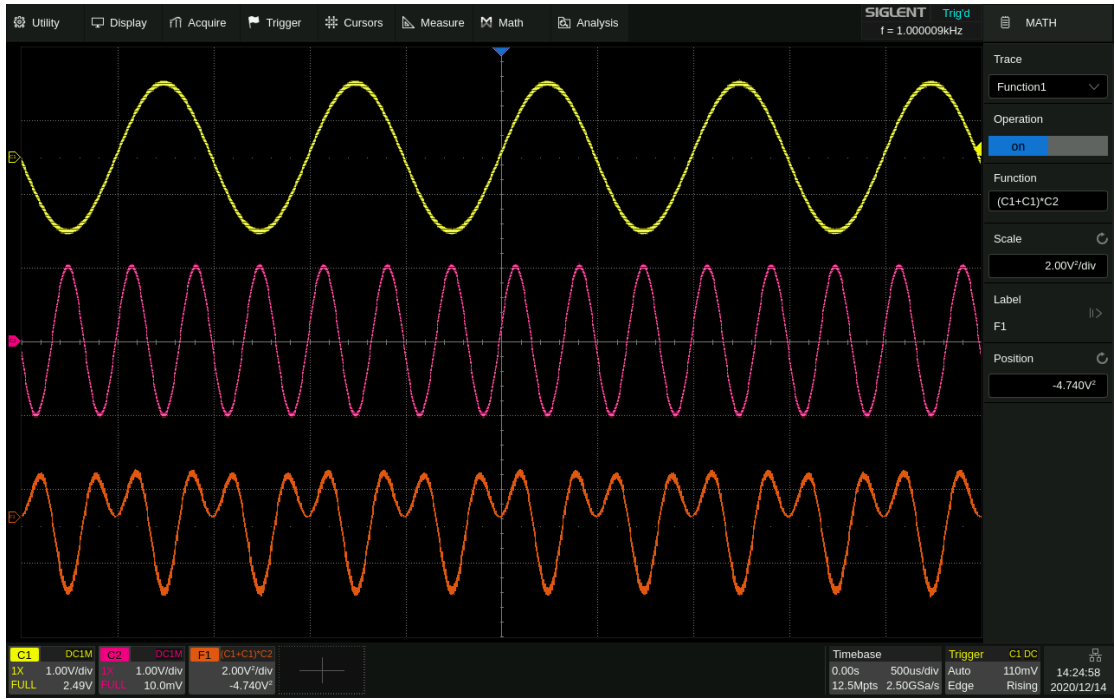 Utility Display Acquire Trigger Cursors Measure Math Analysis
SIGLENT Trig'd
f = 1.000009kHz
MATH
Trace
Function1
Operation
on
Function
(C1+C1)*C2
Scale
2.00V²/div
Label
F1
Position
-4.740V²
C1 DC1M
1X 1.00V/div
FULL 2.49V
C2 DC1M
1X 1.00V/div
FULL 10.0mV
F1 (C1+C1)*C2
2.00V²/div
-4.740V²
Timebase
0.00s 500us/div
12.5Mpts 2.50GSa/s
Trigger C1 DC
Auto 110mV
Edge Rising
14:24:58
2020/12/14